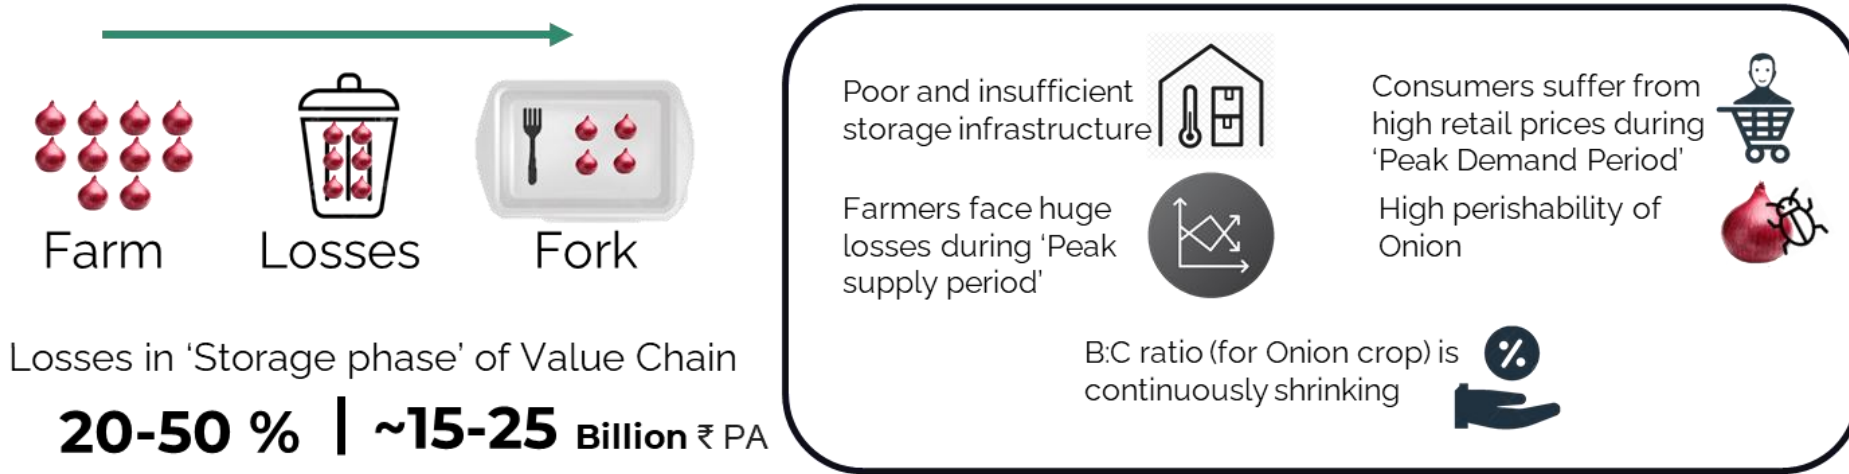 Farm
Losses
Fork
Losses in ‘Storage phase’ of Value Chain
20-50 % | ~15-25 Billion ₹ PA
Poor and insufficient
storage infrastructure
Consumers suffer from
high retail prices during
‘Peak Demand Period’
Farmers face huge
losses during ‘Peak
supply period’
High perishability of
Onion
B:C ratio (for Onion crop) is
continuously shrinking
%